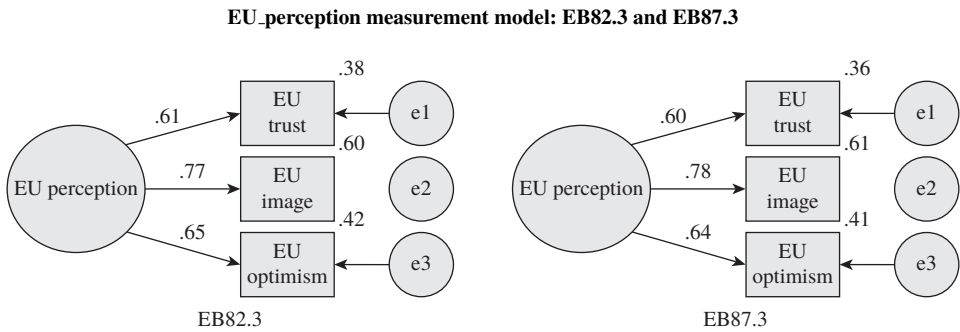 EU_perception measurement model: EB82.3 and EB87.3
.38
EU
trust
e1
.61
.60
EU perception
.77
EU
image
e2
.42
.65
EU
optimism
e3
EB82.3
.36
EU
trust
e1
.60
.61
EU perception
.78
EU
image
e2
.41
.64
EU
optimism
e3
EB87.3